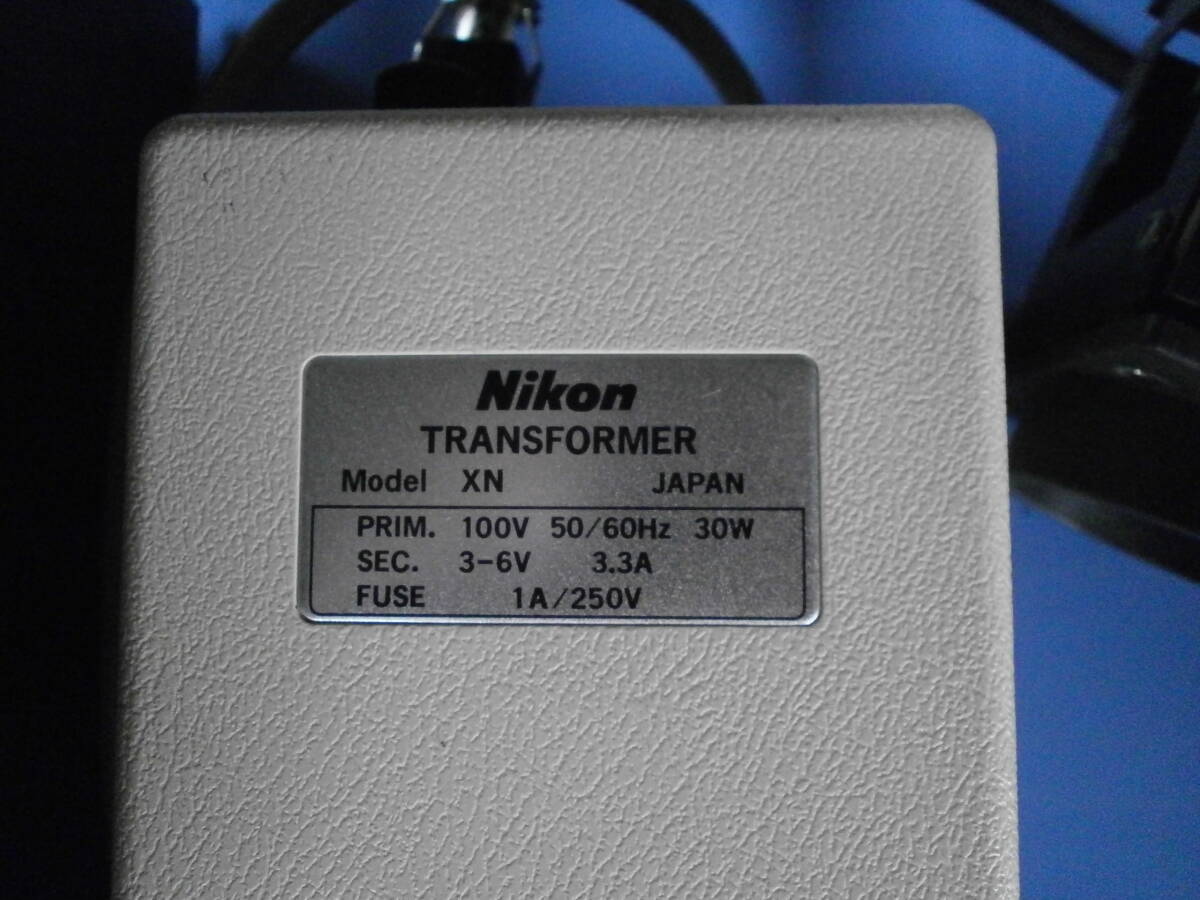 Nikon
TRANSFORMER
Model XN JAPAN
PRIM. 100V 50/60Hz 30W
SEC. 3-6V 3.3A
FUSE 1A/250V